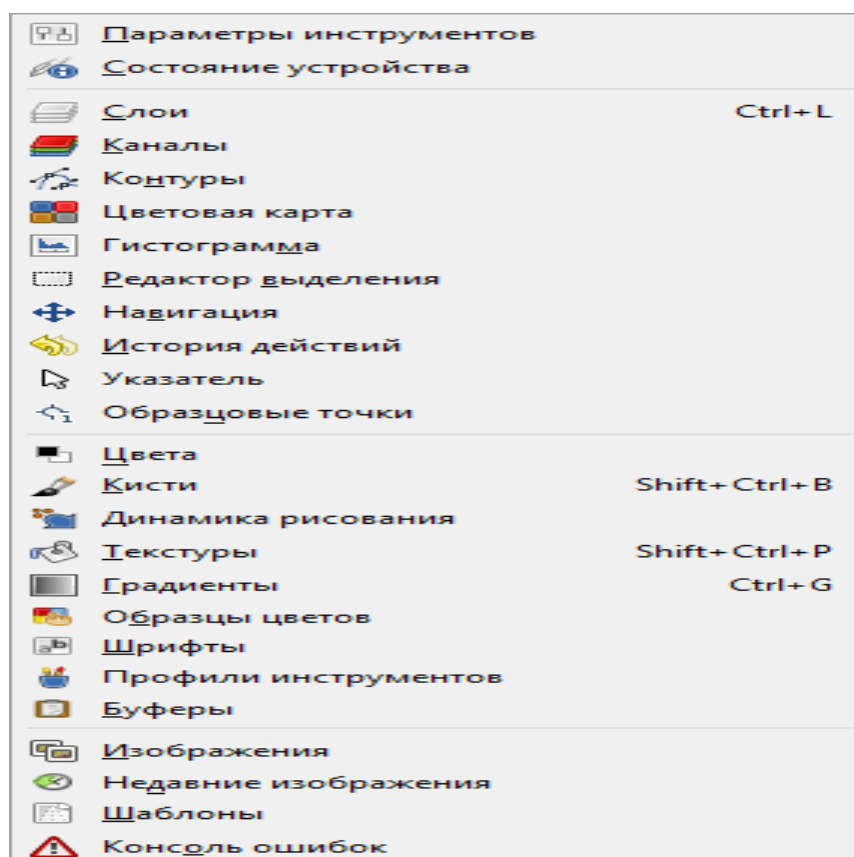 Параметры инструментов
Состояние устройства
Слои Ctrl+L
Каналы
Контуры
Цветовая карта
Гистограмма
Редактор выделения
Навигация
История действий
Указатель
Образцовые точки
Цвета
Кисти Shift+Ctrl+B
Динамика рисования
Текстуры Shift+Ctrl+P
Градиенты Ctrl+G
Образцы цветов
Шрифты
Профили инструментов
Буферы
Изображения
Недавние изображения
Шаблоны
Консоль ошибок